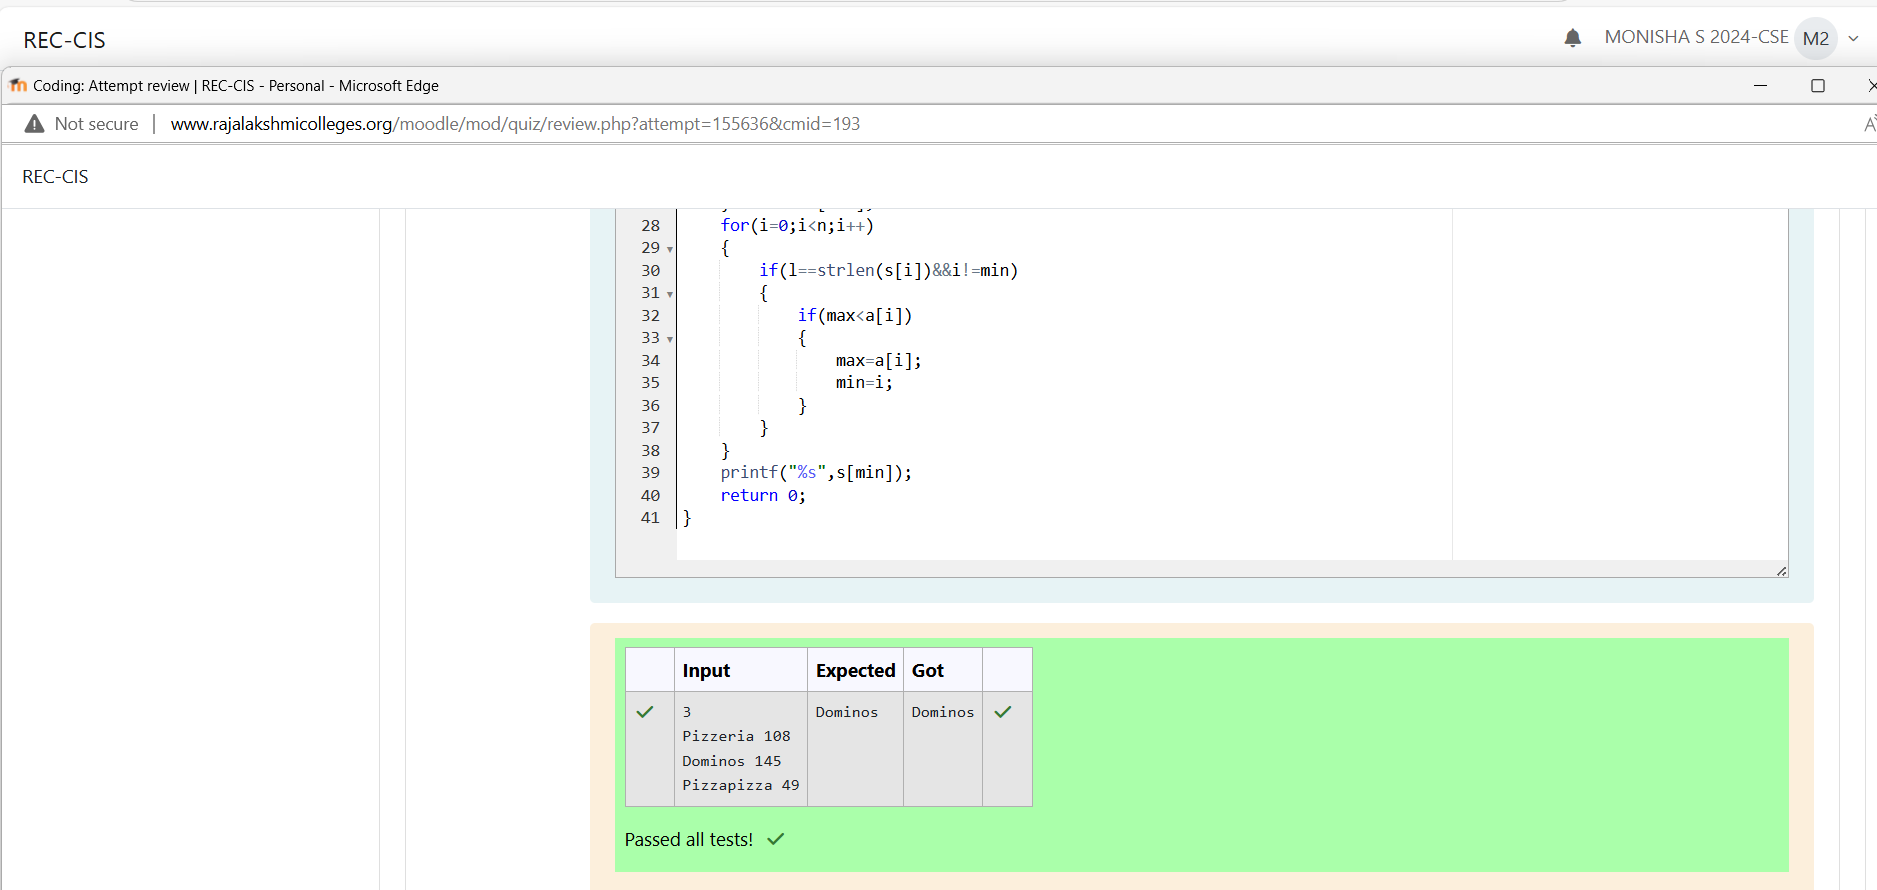 REC-CIS
MONISHA S 2024-CSE M2
Coding: Attempt review | REC-CIS - Personal - Microsoft Edge
Not secure | www.rajalakshmicolleges.org/moodle/mod/quiz/review.php?attempt=155636&cmid=193
REC-CIS
28 for(i=0;i<n;i++)
29 {
30 if(l==strlen(s[i])&&i!=min)
31 {
32 if(max<a[i])
33 {
34 max=a[i];
35 min=i;
36 }
37 }
38 }
39 printf("%s",s[min]);
40 return 0;
41 }
Input Expected Got
3 Dominos Dominos
Pizzeria 108
Dominos 145
Pizzapizza 49
Passed all tests!